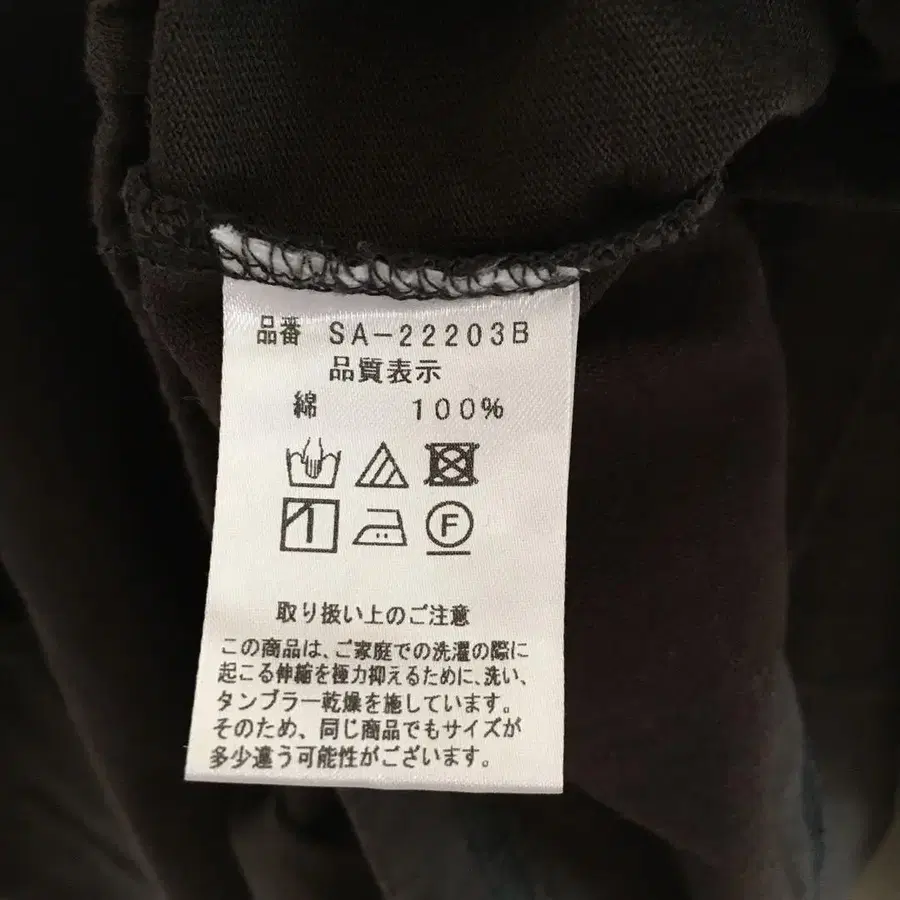 品番 SA-22203B
品質表示
綿 100%
F
取り扱い上のご注意
この商品は、ご家庭での洗濯の際に
起こる伸縮を極力抑えるために、洗い、
タンブラー乾燥を施しています。
そのため、同じ商品でもサイズが
多少違う可能性がございます。